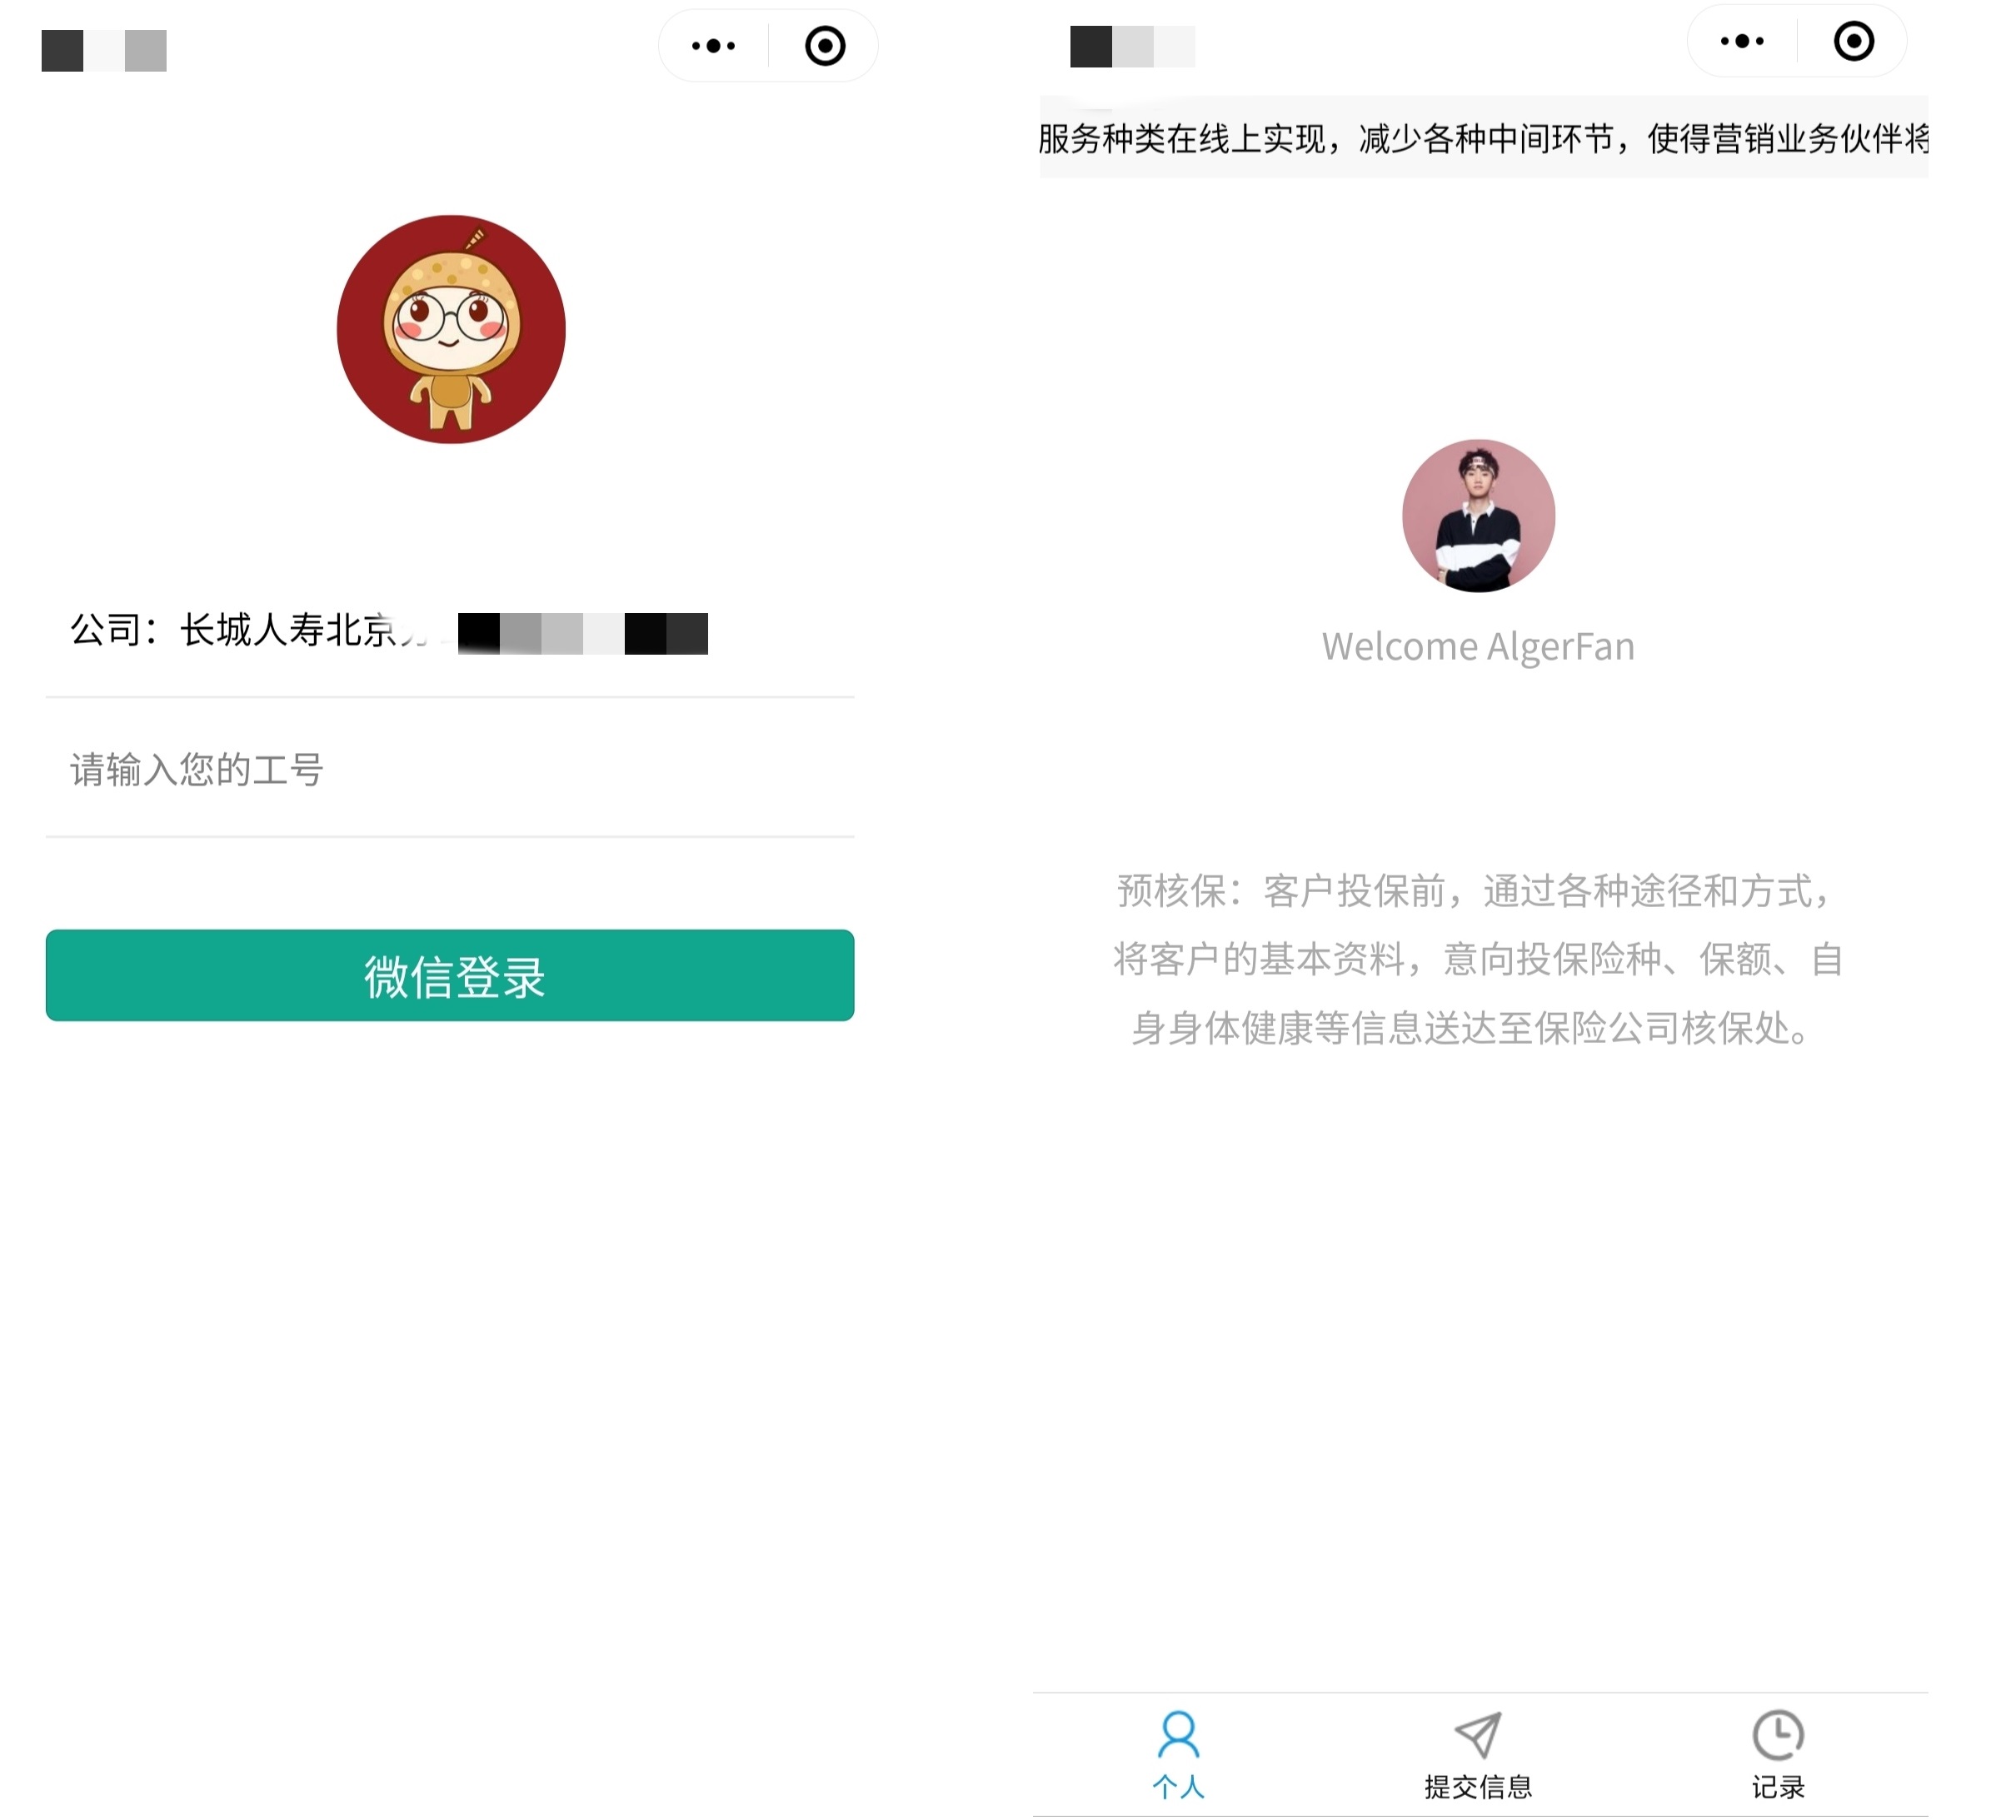 公司：长城人寿北京
请输入您的工号
微信登录
服务种类在线上实现，减少各种中间环节，使得营销业务伙伴将
Welcome AlgerFan
预核保：客户投保前，通过各种途径和方式，
将客户的基本资料，意向投保险种、保额、自
身身体健康等信息送达至保险公司核保处。
个人
提交信息
记录